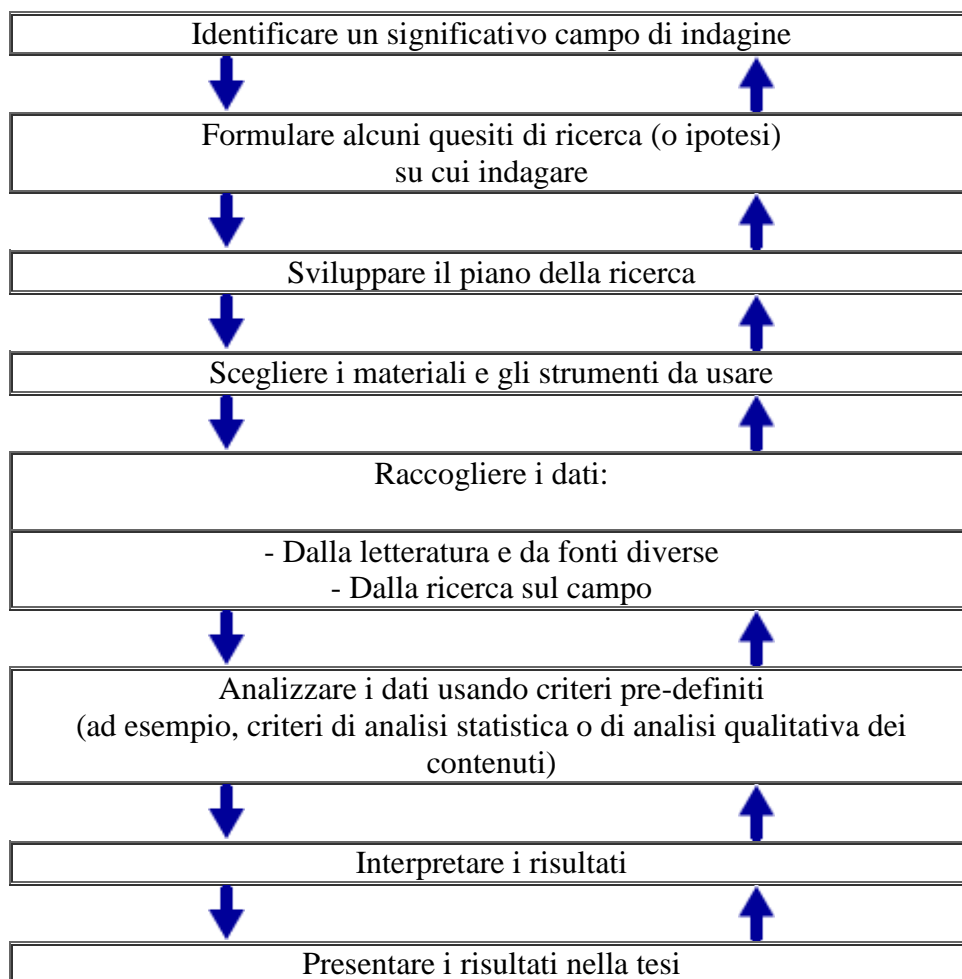 Identificare un significativo campo di indagine
Formulare alcuni quesiti di ricerca (o ipotesi)
su cui indagare
Sviluppare il piano della ricerca
Scegliere i materiali e gli strumenti da usare
Raccogliere i dati:
- Dalla letteratura e da fonti diverse
- Dalla ricerca sul campo
Analizzare i dati usando criteri pre-definiti
(ad esempio, criteri di analisi statistica o di analisi qualitativa dei
contenuti)
Interpretare i risultati
Presentare i risultati nella tesi